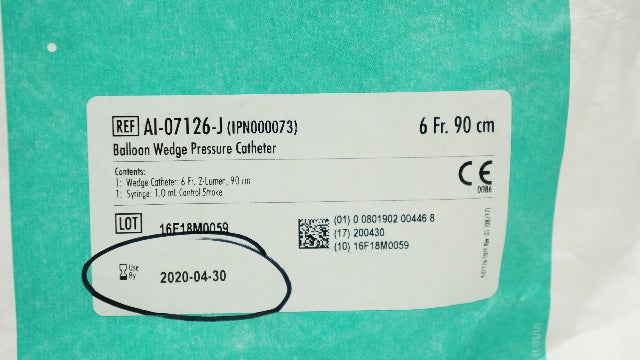 REF AI-07126-J (IPN000073) 6 Fr. 90 cm
Balloon Wedge Pressure Catheter
Contents:
1: Wedge Catheter: 6 Fr. 2-Lumen, 90 cm
1: Syringe: 1.0 mL Control Stroke
CE
0086
LOT 16F18M0059
(01) 0 0801902 00446 8
(17) 200430
(10) 16F18M0059
Use
By 2020-04-30